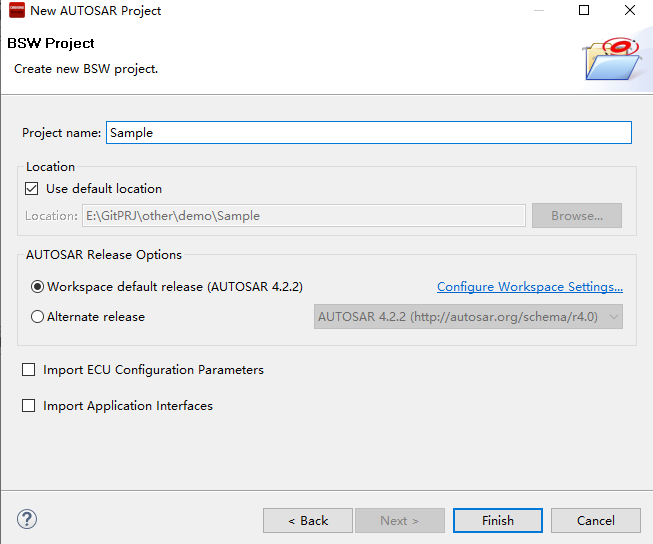 New AUTOSAR Project
BSW Project
Create new BSW project.
Project name: Sample
Location
Use default location
Location: E:\GitPRJ\other\demo\Sample Browse...
AUTOSAR Release Options
Workspace default release (AUTOSAR 4.2.2) Configure Workspace Settings...
Alternate release AUTOSAR 4.2.2 (http://autosar.org/schema/r4.0)
Import ECU Configuration Parameters
Import Application Interfaces
? < Back Next > Finish Cancel